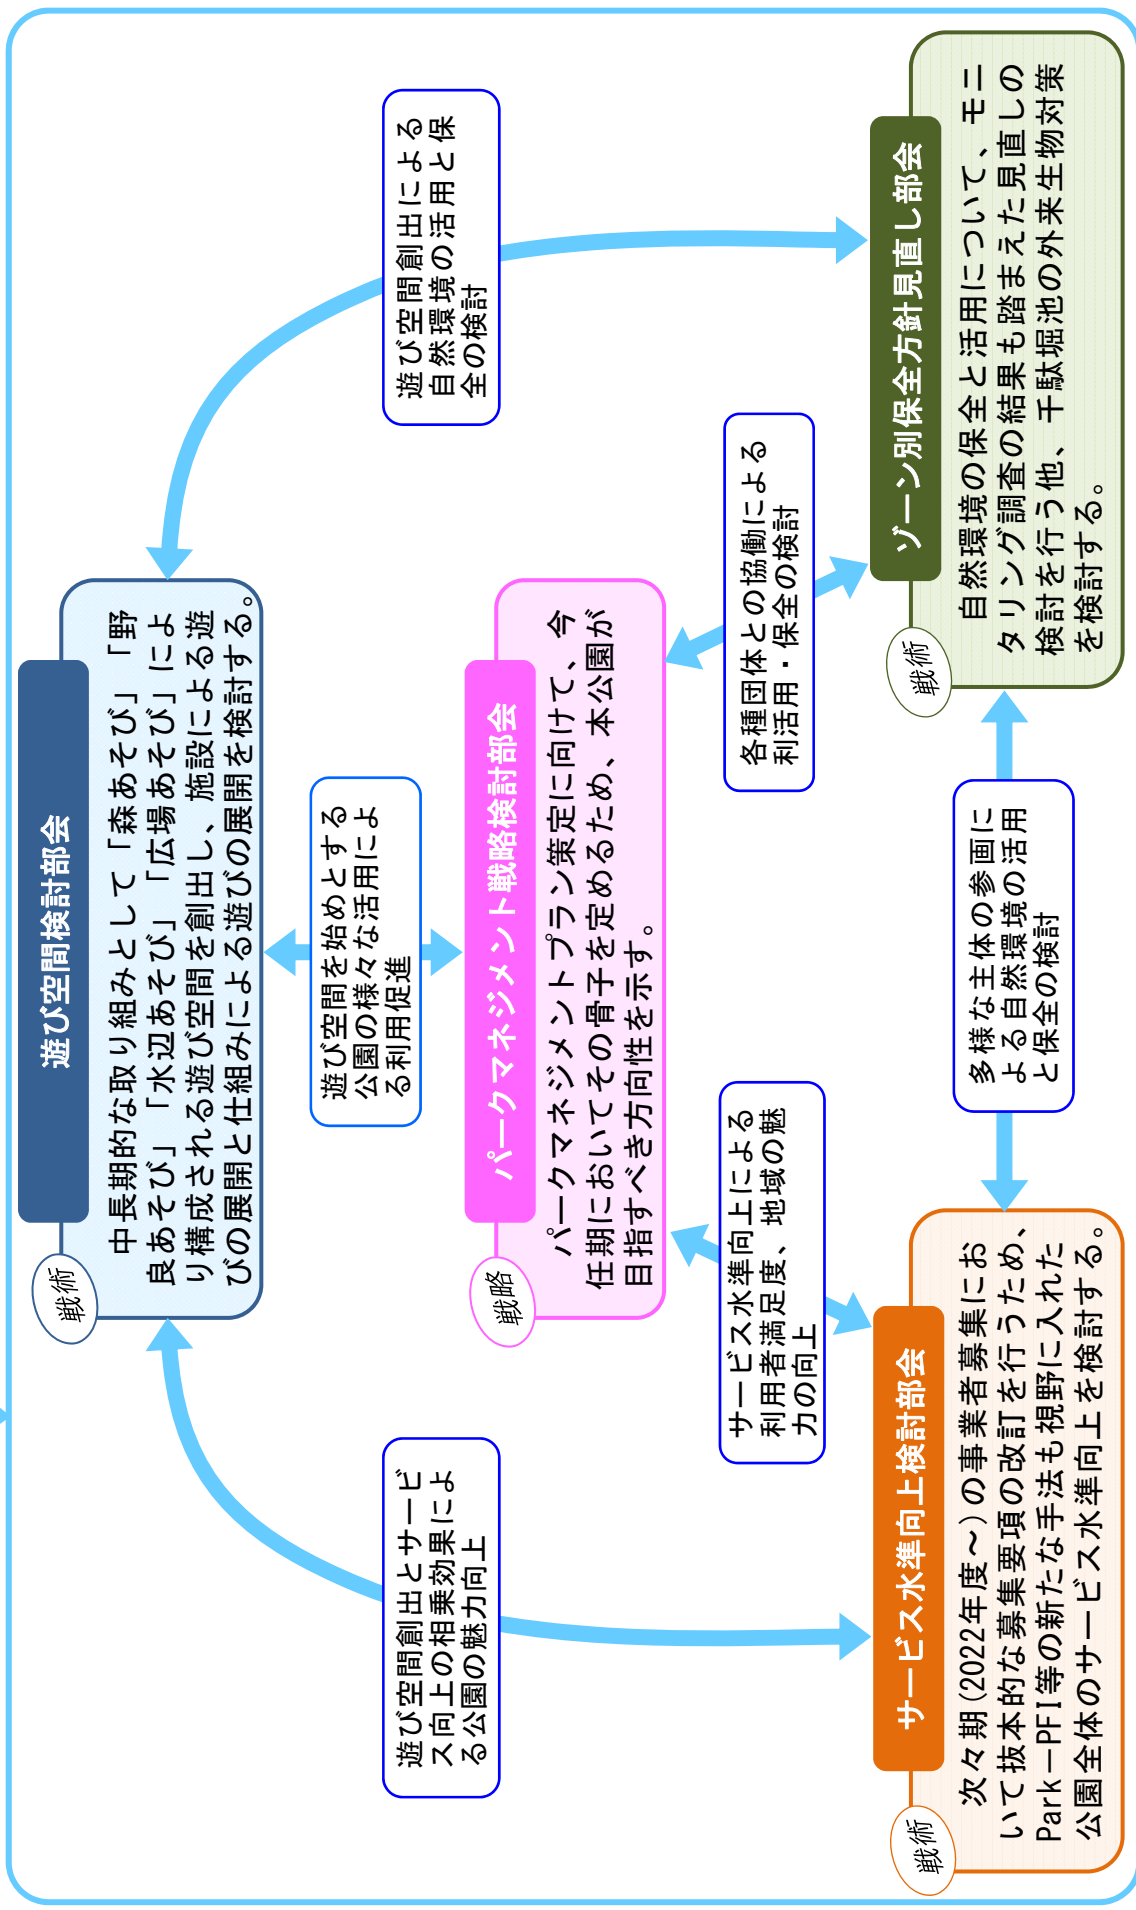 遊び空間検討部会
戦術
中長期的な取り組みとして「森あそび」「野
良あそび」「水辺あそび」「広場あそび」によ
り構成される遊び空間を創出し、施設による遊
びの展開と仕組みによる遊びの展開を検討する。
遊び空間創出とサービ
ス向上の相乗効果によ
る公園の魅力向上
遊び空間を始めとする
公園の様々な活用によ
る利用促進
遊び空間創出による
自然環境の活用と保
全の検討
パークマネジメント戦略検討部会
戦略
パークマネジメントプラン策定に向けて、今
任期においてその骨子を定めるため、本公園が
目指すべき方向性を示す。
サービス水準向上による
利用者満足度、地域の魅
力の向上
各種団体との協働による
利活用・保全の検討
サービス水準向上検討部会
戦術
次々期(2022年度～)の事業者募集にお
いて抜本的な募集要項の改訂を行うため、
Park－PFI等の新たな手法も視野に入れた
公園全体のサービス水準向上を検討する。
多様な主体の参画に
よる自然環境の活用
と保全の検討
ゾーン別保全方針見直し部会
戦術
自然環境の保全と活用について、モニ
タリング調査の結果も踏まえた見直しの
検討を行う他、千駄堀池の外来生物対策
を検討する。